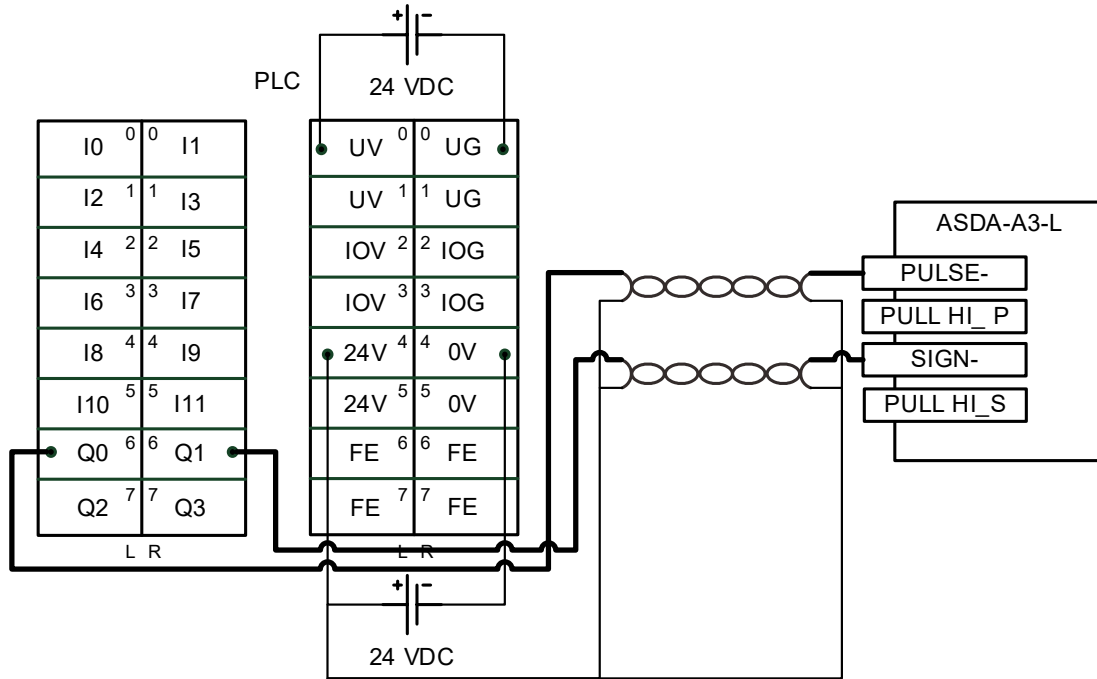 + -
PLC
24 VDC
I0 0 0 I1
I2 1 1 I3
I4 2 2 I5
I6 3 3 I7
I8 4 4 I9
I10 5 5 I11
Q0 6 6 Q1
Q2 7 7 Q3
L R
UV 0 0 UG
UV 1 1 UG
IOV 2 2 IOG
IOV 3 3 IOG
24V 4 4 0V
24V 5 5 0V
FE 6 6 FE
FE 7 7 FE
L R
+ -
24 VDC
ASDA-A3-L
PULSE-
PULL HI_ P
SIGN-
PULL HI_S